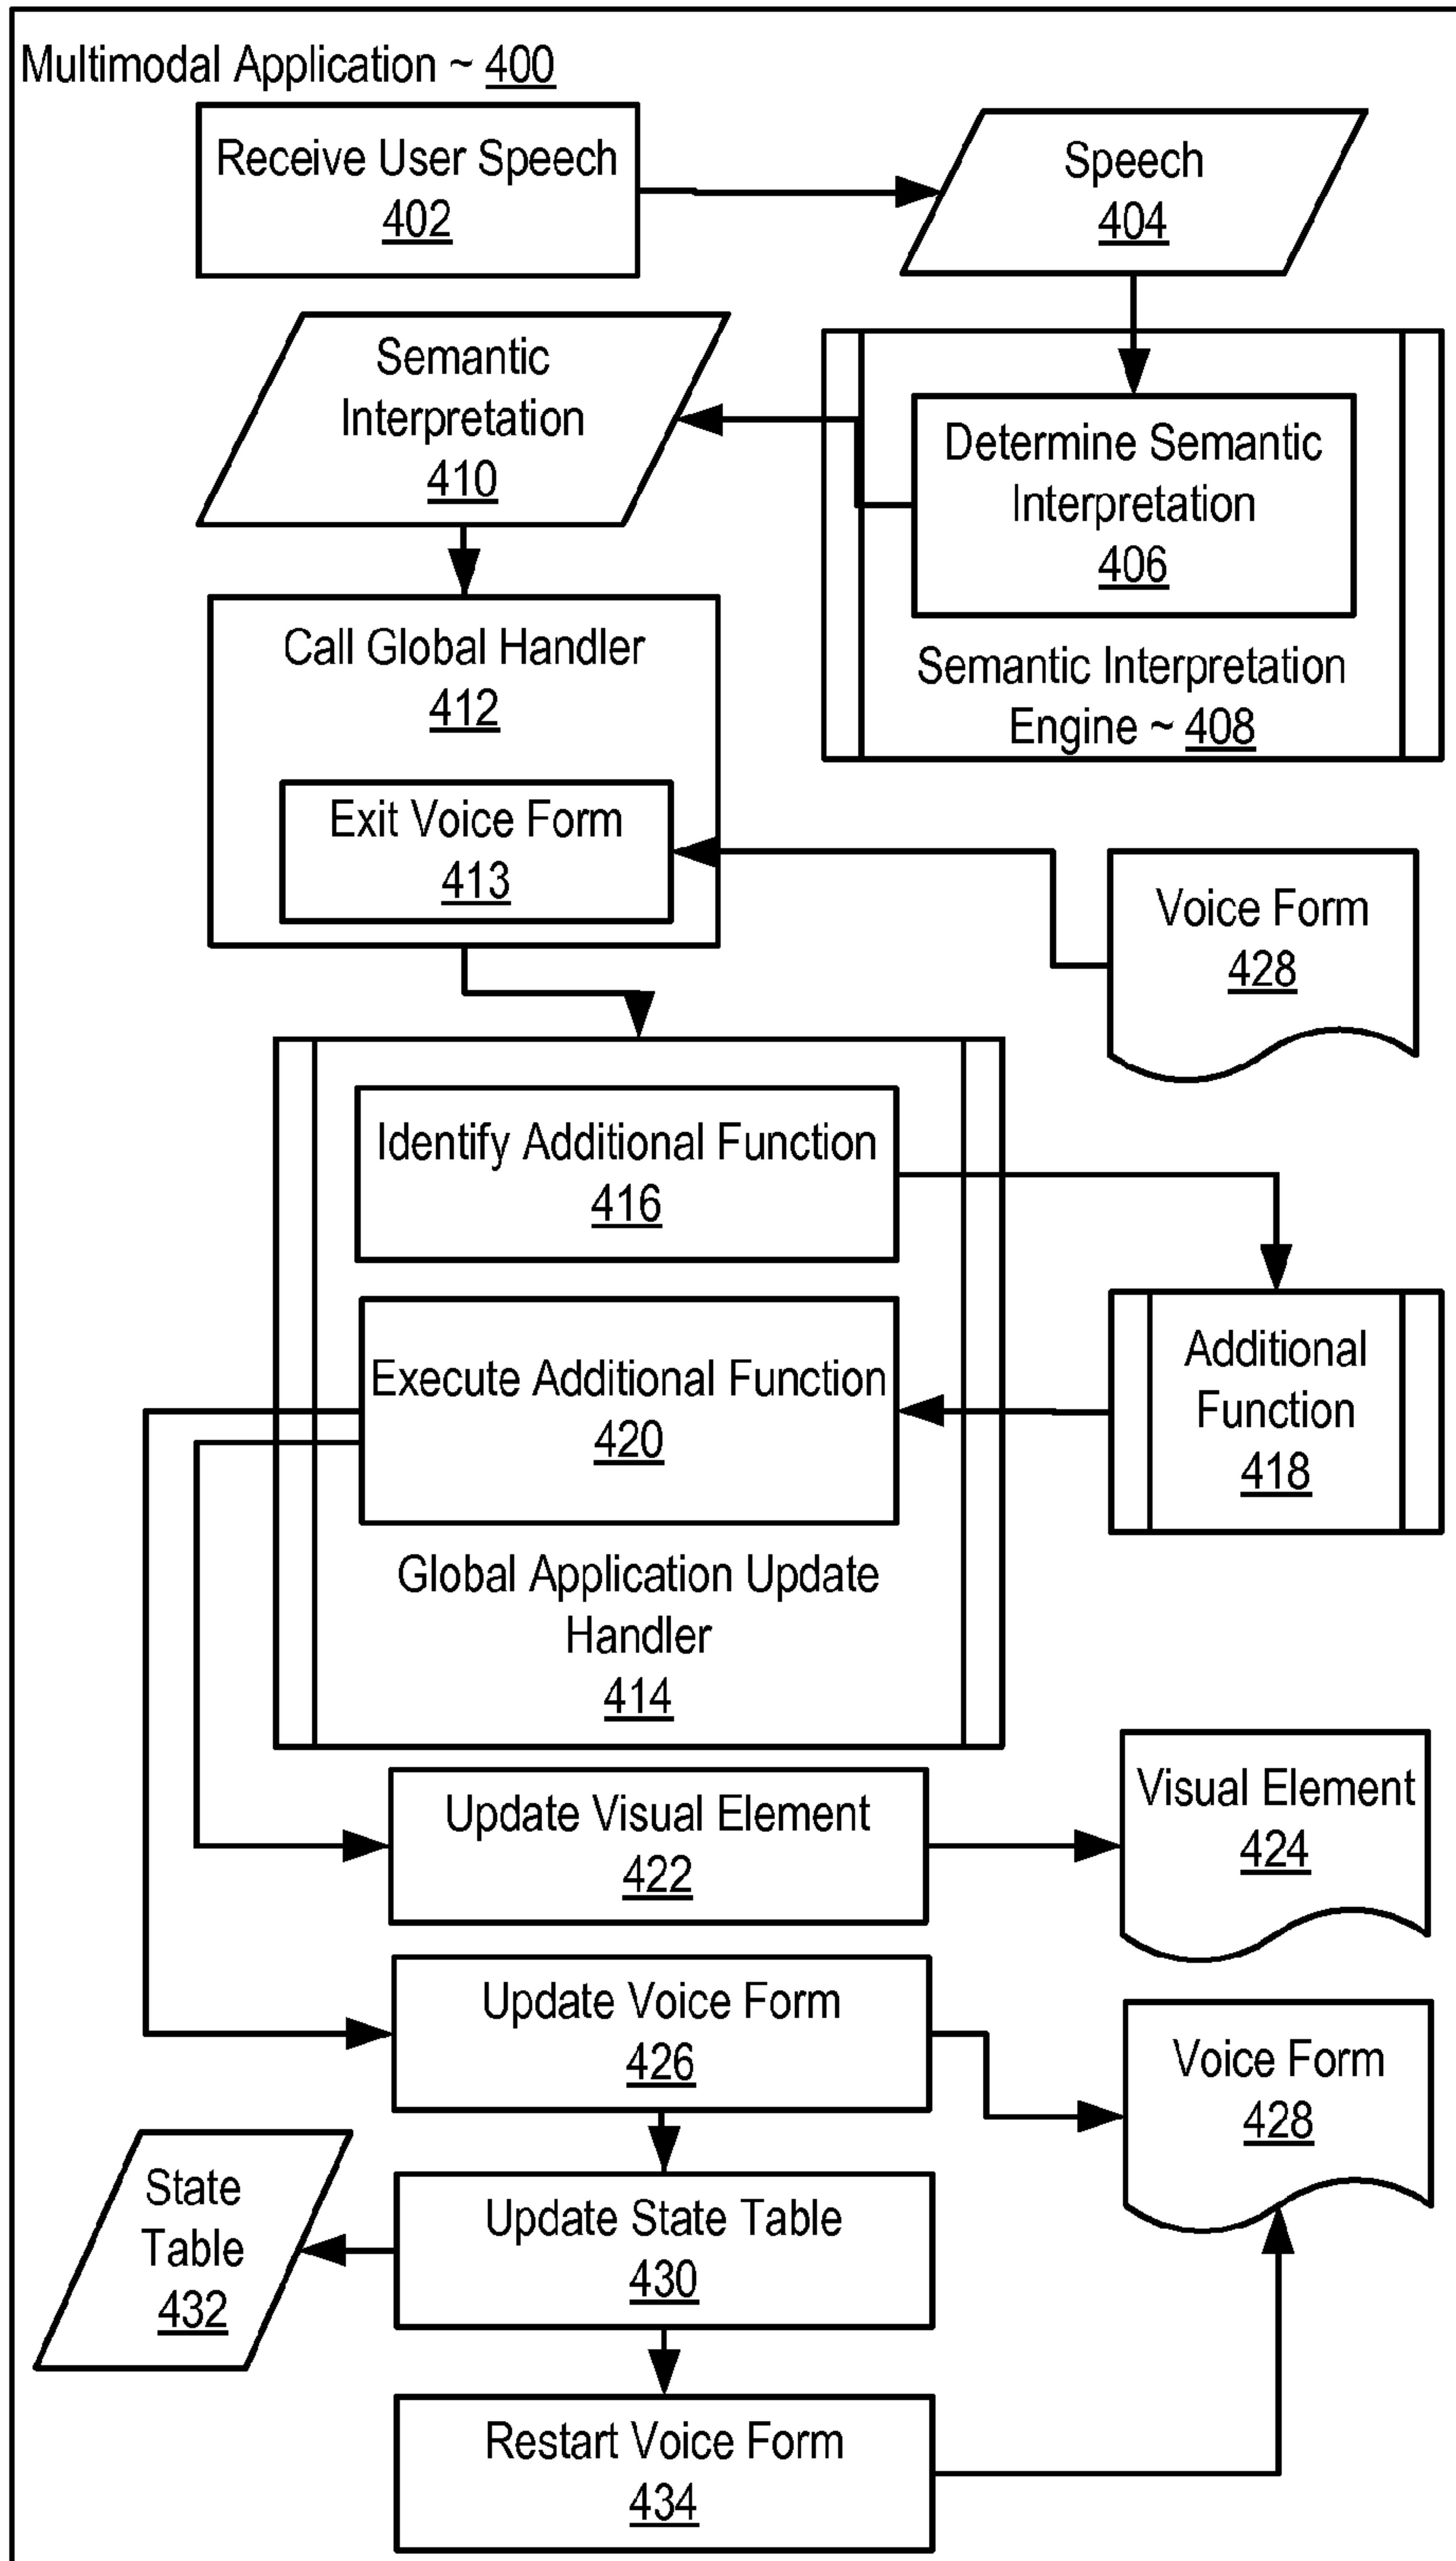 Multimodal Application ~ 400
Receive User Speech
402
Speech
404
Semantic
Interpretation
410
Determine Semantic
Interpretation
406
Semantic Interpretation
Engine ~ 408
Call Global Handler
412
Exit Voice Form
413
Voice Form
428
Identify Additional Function
416
Execute Additional Function
420
Additional
Function
418
Global Application Update
Handler
414
Update Visual Element
422
Visual Element
424
Update Voice Form
426
Voice Form
428
State
Table
432
Update State Table
430
Restart Voice Form
434